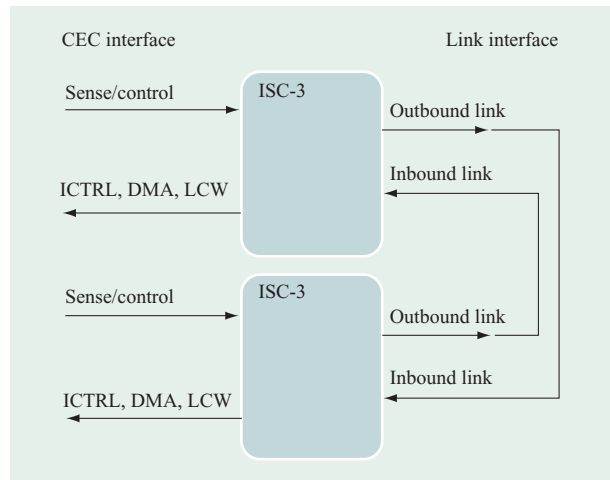 CEC interface
Link interface
Sense/control
ISC-3
Outbound link
Inbound link
ICTRL, DMA, LCW
Sense/control
ISC-3
Outbound link
Inbound link
ICTRL, DMA, LCW